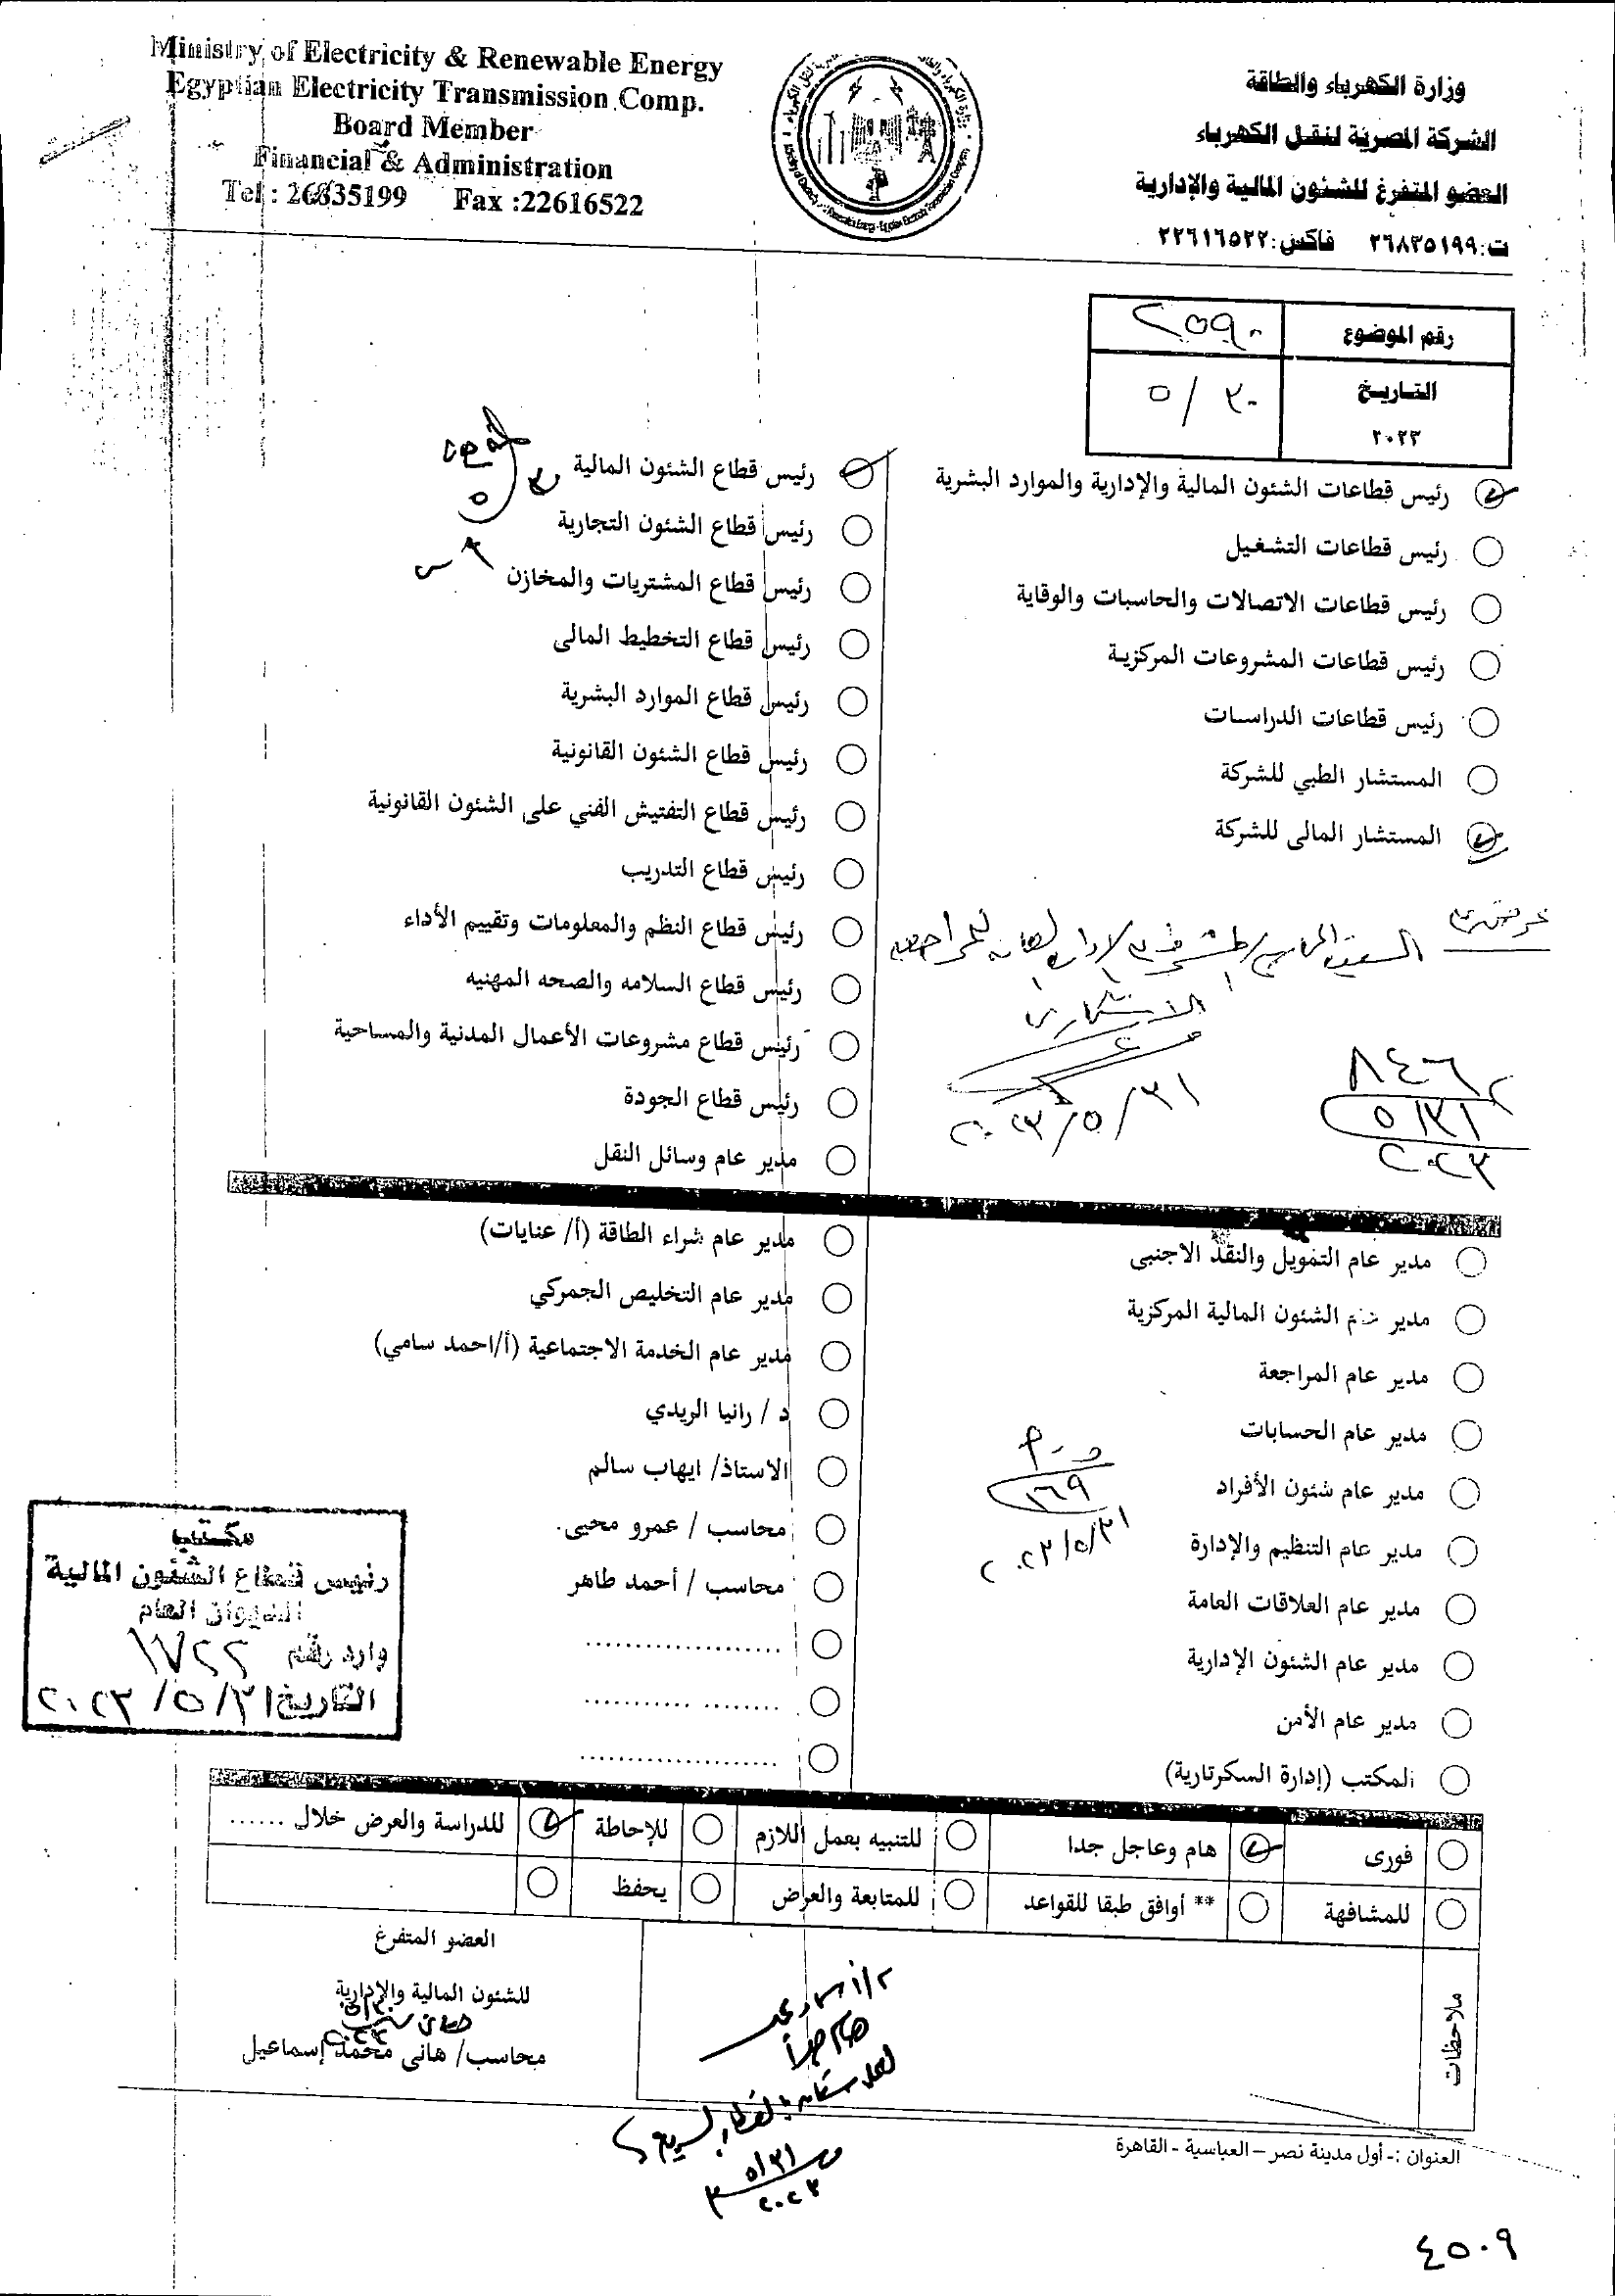 Ministry of Electricity & Renewable Energy
Egyptian Electricity Transmission Comp.
Board Member
Financial & Administration
Tel : 26835199 Fax :22616522
وزارة الكهرباء والطاقة
الشركة المصرية لنقل الكهرباء
العضو المتفرغ للشئون المالية والإدارية
ت:٢٦٨٣٥١٩٩ فاكس:٢٢٦١٦٥٢٢
رقم الموضوع ٢٥٩٠
التاريخ ٣٠ / ٥
٢٠٢٣
رئيس قطاعات الشئون المالية والإدارية والموارد البشرية
رئيس قطاعات التشغيل
رئيس قطاعات الاتصالات والحاسبات والوقاية
رئيس قطاعات المشروعات المركزية
رئيس قطاعات الدراسات
المستشار الطبي للشركة
المستشار المالى للشركة
٨٤٦٢
٥/٣١
٢٠٢٣
٢٠٢٣/٥/٣١
رئيس قطاع الشئون المالية
رئيس قطاع الشئون التجارية
رئيس قطاع المشتريات والمخازن
رئيس قطاع التخطيط المالى
رئيس قطاع الموارد البشرية
رئيس قطاع الشئون القانونية
رئيس قطاع التفتيش الفني على الشئون القانونية
رئيس قطاع التدريب
رئيس قطاع النظم والمعلومات وتقييم الأداء
رئيس قطاع السلامه والصحه المهنيه
رئيس قطاع مشروعات الأعمال المدنية والمساحية
رئيس قطاع الجودة
مدير عام وسائل النقل
مدير عام التمويل والنقد الاجنبى
مدير الشئون المالية المركزية
مدير عام المراجعة
مدير عام الحسابات
مدير عام شئون الأفراد
مدير عام التنظيم والإدارة
مدير عام العلاقات العامة
مدير عام الشئون الإدارية
مدير عام الأمن
المكتب (إدارة السكرتارية)
١٦٩
٢٠٢٣/٥/٣١
مدير عام شراء الطاقة (أ/ عنايات)
مدير عام التخليص الجمركي
مدير عام الخدمة الاجتماعية (أ/احمد سامي)
د / رانيا الريدي
الاستاذ/ ايهاب سالم
محاسب / عمرو محيى.
محاسب / أحمد طاهر
...................
...................
...................
مكتب
رئيس قطاع الشئون المالية
الديوان العام
وارد رقم ١٧٢٢
التاريخ ٢٠٢٣/٥/٣١
فورى هام وعاجل جدا للتنبيه بعمل اللازم للإحاطة للدراسة والعرض خلال ......
للمشافهة ** أوافق طبقا للقواعد للمتابعة والعرض يحفظ
ملاحظات
العضو المتفرغ
للشئون المالية والإدارية
محاسب/ هانى محمد إسماعيل
٥/٣١
٢٠٢٣
العنوان :- أول مدينة نصر – العباسية - القاهرة
٤٥٠٩